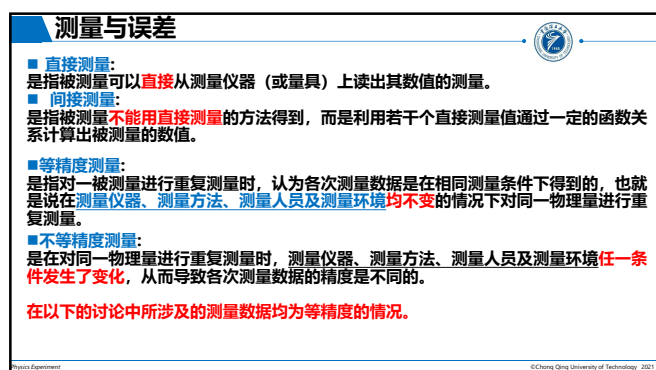 测量与误差
■ 直接测量:
是指被测量可以直接从测量仪器（或量具）上读出其数值的测量。
■ 间接测量:
是指被测量不能用直接测量的方法得到，而是利用若干个直接测量值通过一定的函数关
系计算出被测量的数值。
■等精度测量:
是指对一被测量进行重复测量时，认为各次测量数据是在相同测量条件下得到的，也就
是说在测量仪器、测量方法、测量人员及测量环境均不变的情况下对同一物理量进行重
复测量。
■不等精度测量:
是在对同一物理量进行重复测量时，测量仪器、测量方法、测量人员及测量环境任一条
件发生了变化，从而导致各次测量数据的精度是不同的。
在以下的讨论中所涉及的测量数据均为等精度的情况。
Physics Experiment
©Chong Qing University of Technology 2021